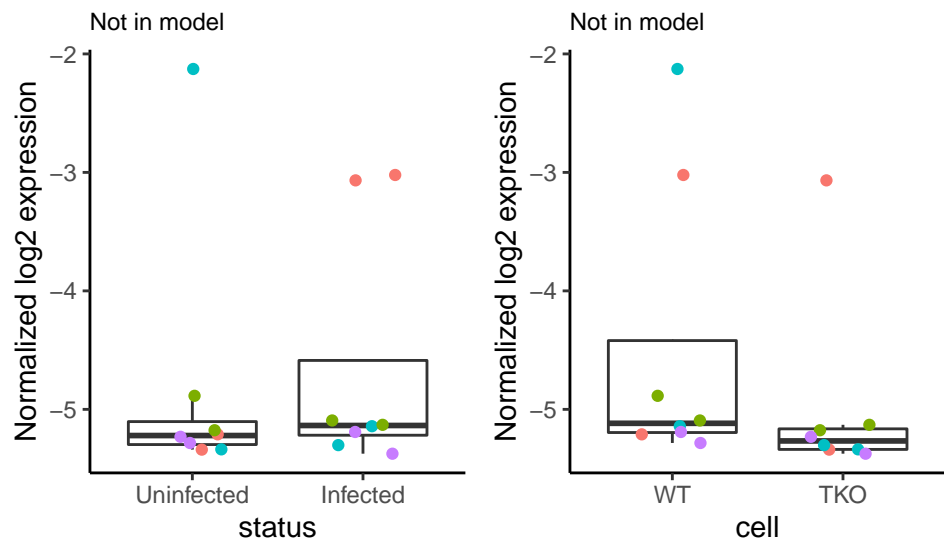 Not in model
Normalized log2 expression
−2
−3
−4
−5
Uninfected
Infected
status
Not in model
Normalized log2 expression
−2
−3
−4
−5
WT
TKO
cell